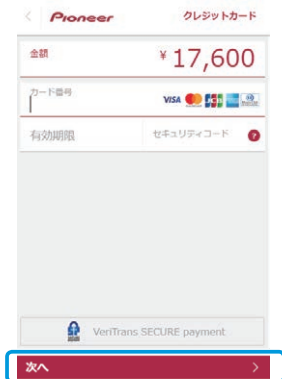 Pioneer クレジットカード
金額 ¥ 17,600
カード番号 VISA JCB
有効期限 セキュリティコード ?
VeriTrans SECURE payment
次へ